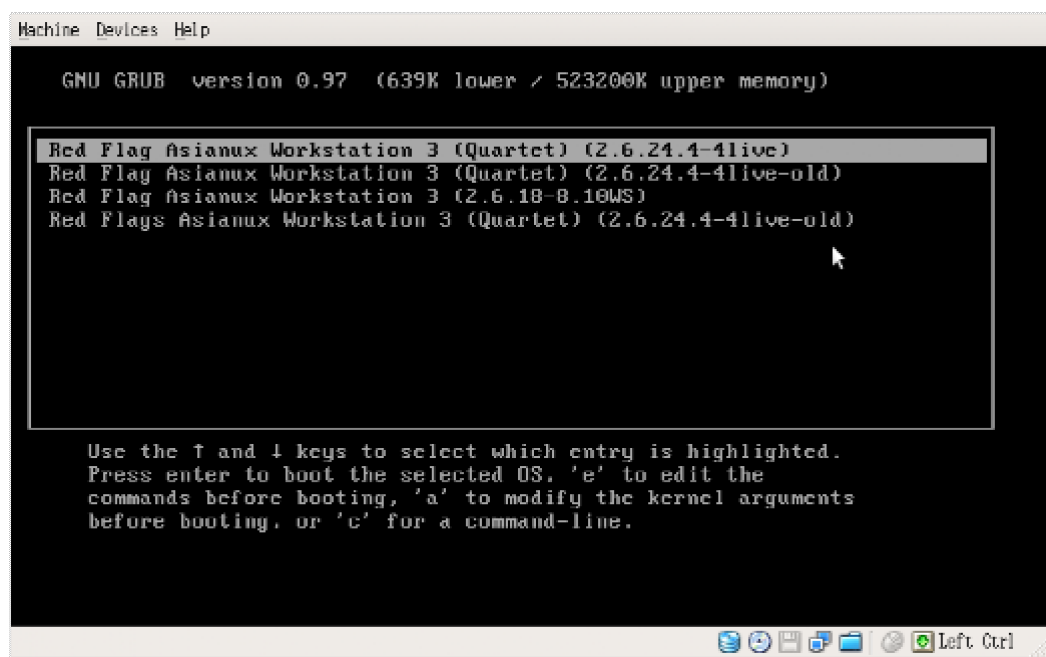 Machine Devices Help
GNU GRUB version 0.97 (639K lower / 523200K upper memory)
Red Flag Asianux Workstation 3 (Quartet) (2.6.24.4-4live)
Red Flag Asianux Workstation 3 (Quartet) (2.6.24.4-4live-old)
Red Flag Asianux Workstation 3 (2.6.18-8.10WS)
Red Flags Asianux Workstation 3 (Quartet) (2.6.24.4-4live-old)
Use the ↑ and ↓ keys to select which entry is highlighted.
Press enter to boot the selected OS, 'e' to edit the
commands before booting, 'a' to modify the kernel arguments
before booting, or 'c' for a command-line.
Left Ctrl